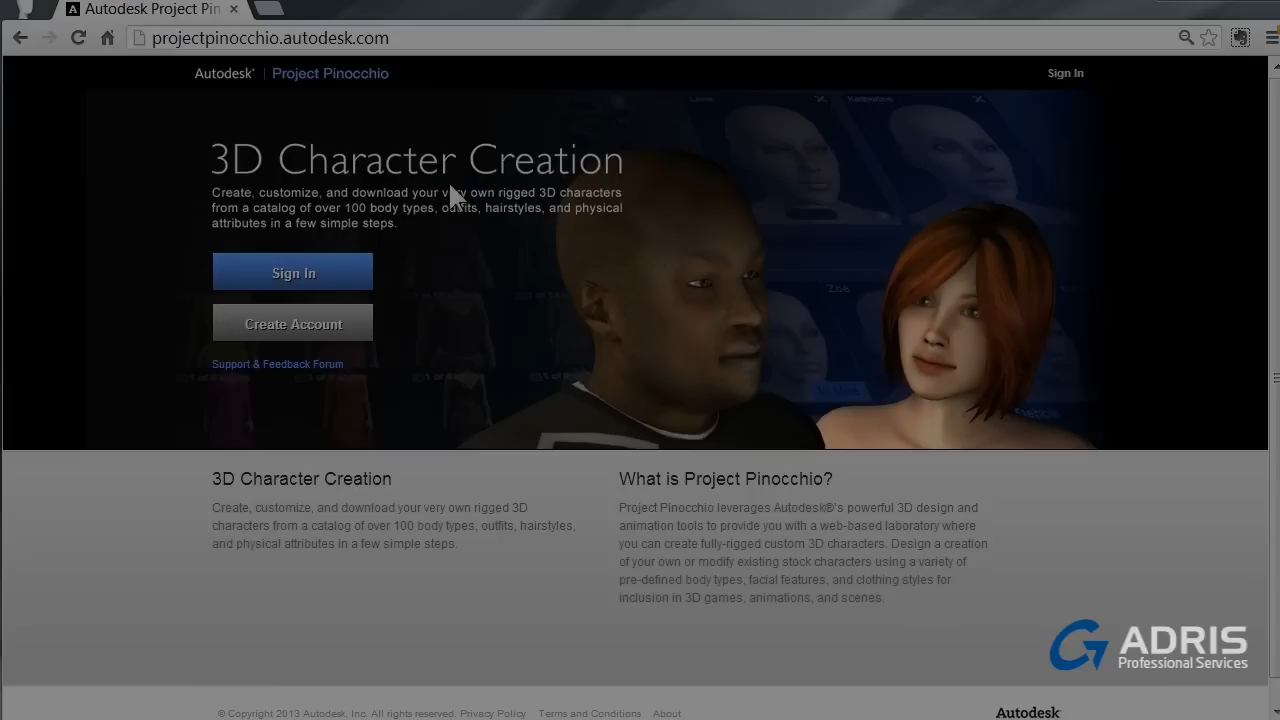 Autodesk Project Pin
projectpinocchio.autodesk.com
Autodesk® | Project Pinocchio
Sign In
3D Character Creation
Create, customize, and download your very own rigged 3D characters
from a catalog of over 100 body types, outfits, hairstyles, and physical
attributes in a few simple steps.
Sign In
Create Account
Support & Feedback Forum
Zoe
Debbie
3D Character Creation
Create, customize, and download your very own rigged 3D
characters from a catalog of over 100 body types, outfits, hairstyles,
and physical attributes in a few simple steps.
What is Project Pinocchio?
Project Pinocchio leverages Autodesk®'s powerful 3D design and
animation tools to provide you with a web-based laboratory where
you can create fully-rigged custom 3D characters. Design a creation
of your own or modify existing stock characters using a variety of
pre-defined body types, facial features, and clothing styles for
inclusion in 3D games, animations, and scenes.
ADRIS
Professional Services
© Copyright 2013 Autodesk, Inc. All rights reserved. Privacy Policy Terms and Conditions About
Autodesk®